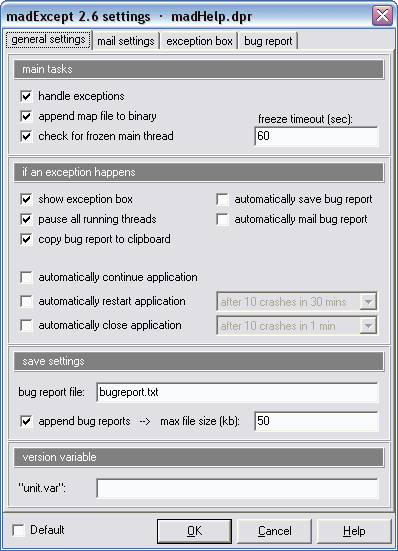 madExcept 2.6 settings · madHelp.dpr
general settings mail settings exception box bug report
main tasks
handle exceptions
append map file to binary freeze timeout (sec):
check for frozen main thread 60
if an exception happens
show exception box automatically save bug report
pause all running threads automatically mail bug report
copy bug report to clipboard
automatically continue application
automatically restart application after 10 crashes in 30 mins
automatically close application after 10 crashes in 1 min
save settings
bug report file: bugreport.txt
append bug reports --> max file size (kb): 50
version variable
"unit.var":
Default OK Cancel Help